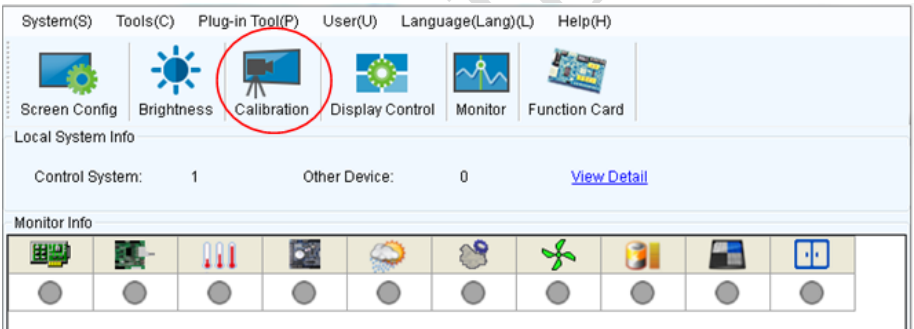 System(S) Tools(C) Plug-in Tool(P) User(U) Language(Lang)(L) Help(H)
Screen Config Brightness Calibration Display Control Monitor Function Card
Local System Info
Control System: 1 Other Device: 0 View Detail
Monitor Info